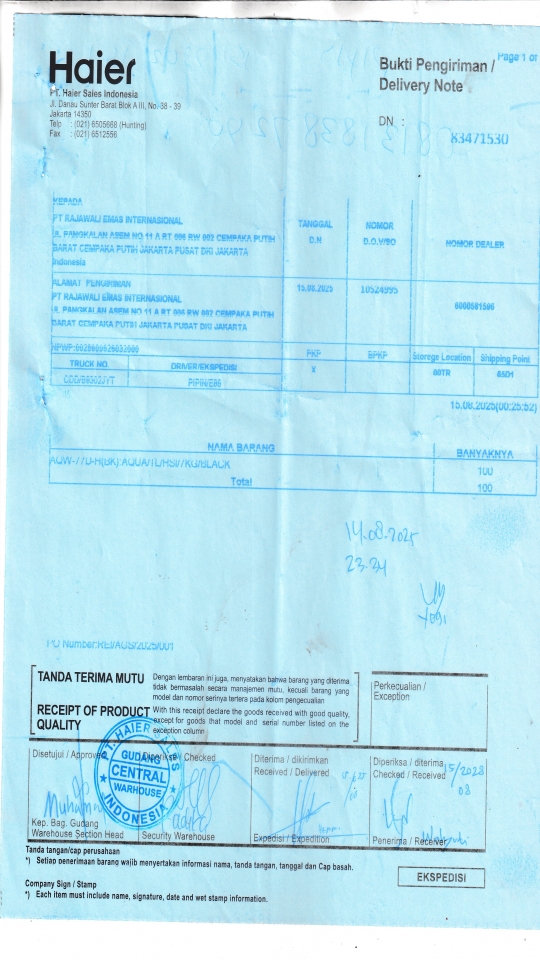 Haier
PT. Haier Sales Indonesia
Jl. Danau Sunter Barat Blok A III, No. 38 - 39
Jakarta 14350
Telp : (021) 6505668 (Hunting)
Fax : (021) 6512556
Bukti Pengiriman /
Delivery Note
Page 1 or
DN :
83471530
KEPADA
PT RAJAWALI EMAS INTERNASIONAL
JL. PANGKALAN ASEM NO 11 A RT 006 RW 002 CEMPAKA PUTIH
BARAT CEMPAKA PUTIH JAKARTA PUSAT DKI JAKARTA
Indonesia
TANGGAL
D.N
NOMOR
D.O.V/SO
NOMOR DEALER
ALAMAT PENGIRIMAN
PT RAJAWALI EMAS INTERNASIONAL
JL. PANGKALAN ASEM NO 11 A RT 006 RW 002 CEMPAKA PUTIH
BARAT CEMPAKA PUTIH JAKARTA PUSAT DKI JAKARTA
15.08.2025
10524995
TRUCK NO.
DRIVER/EKSPEDISI
PKP
BPKP
Storage Location
Shipping Point
X
15.08.2025(00:25:52)
NAMA BARANG
BANYAKNYA
100
Total
100
14.08.2025
23.34
Yogi
PO Number:REI/AGS/2025/001
TANDA TERIMA MUTU
Dengan lembaran ini juga, menyatakan bahwa barang yang diterima
tidak bermasalah secara manajemen mutu, kecuali barang yang
model dan nomor serinya tertera pada kolom pengecualian
RECEIPT OF PRODUCT
QUALITY
With this receipt declare the goods received with good quality,
except for goods that model and serial number listed on the
exception column
Perkecualian /
Exception
Disetujui / Approve
Checked
Diterima / dikirimkan
Received / Delivered
Diperiksa / diterima
Checked / Received
PT. HAIER SALES
GUDANG
CENTRAL
WARHOUSE
INDONESIA
Kep. Bag. Gudang
Warehouse Section Head
Security Warehouse
Expedisi / Expedition
Penerima / Receiver
Tanda tangan/cap perusahaan
*) Setiap penerimaan barang wajib menyertakan informasi nama, tanda tangan, tanggal dan Cap basah.
EKSPEDISI
Company Sign / Stamp
*) Each item must include name, signature, date and wet stamp information.